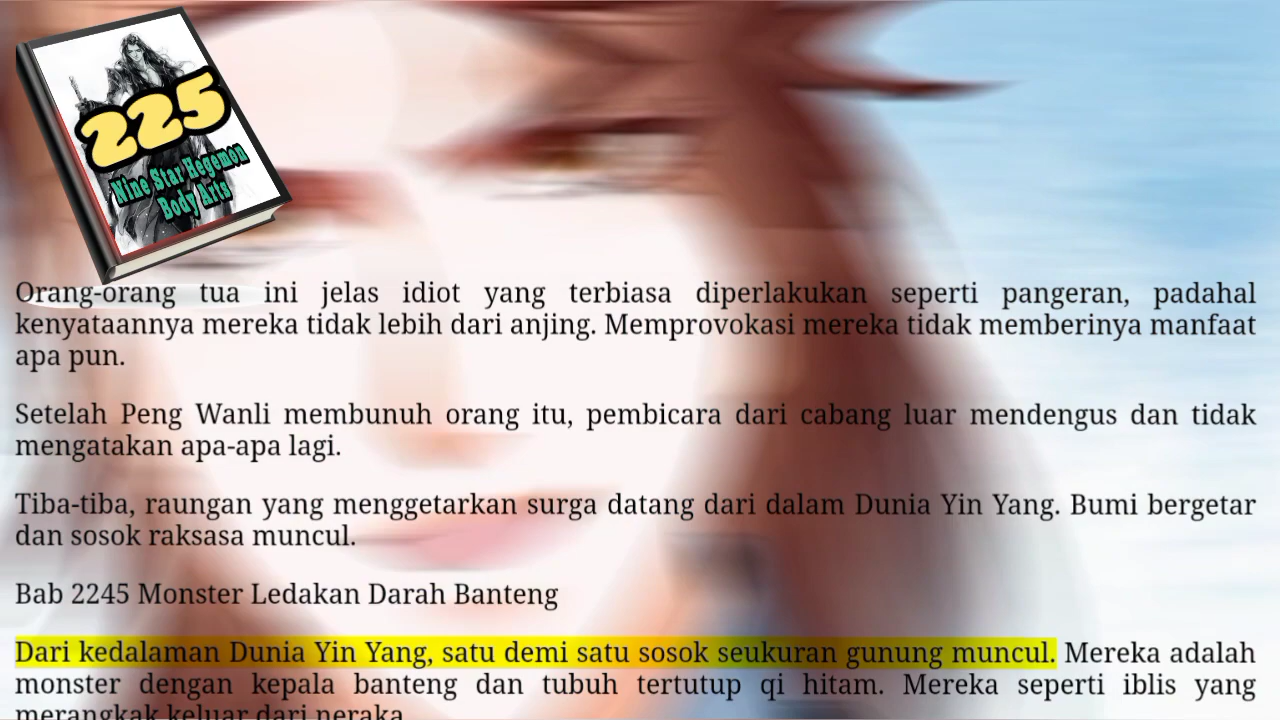 225
Nine Star Hegemon
Body Arts
Orang-orang tua ini jelas idiot yang terbiasa diperlakukan seperti pangeran, padahal
kenyataannya mereka tidak lebih dari anjing. Memprovokasi mereka tidak memberinya manfaat
apa pun.
Setelah Peng Wanli membunuh orang itu, pembicara dari cabang luar mendengus dan tidak
mengatakan apa-apa lagi.
Tiba-tiba, raungan yang menggetarkan surga datang dari dalam Dunia Yin Yang. Bumi bergetar
dan sosok raksasa muncul.
Bab 2245 Monster Ledakan Darah Banteng
Dari kedalaman Dunia Yin Yang, satu demi satu sosok seukuran gunung muncul. Mereka adalah
monster dengan kepala banteng dan tubuh tertutup qi hitam. Mereka seperti iblis yang
merangkak keluar dari neraka.